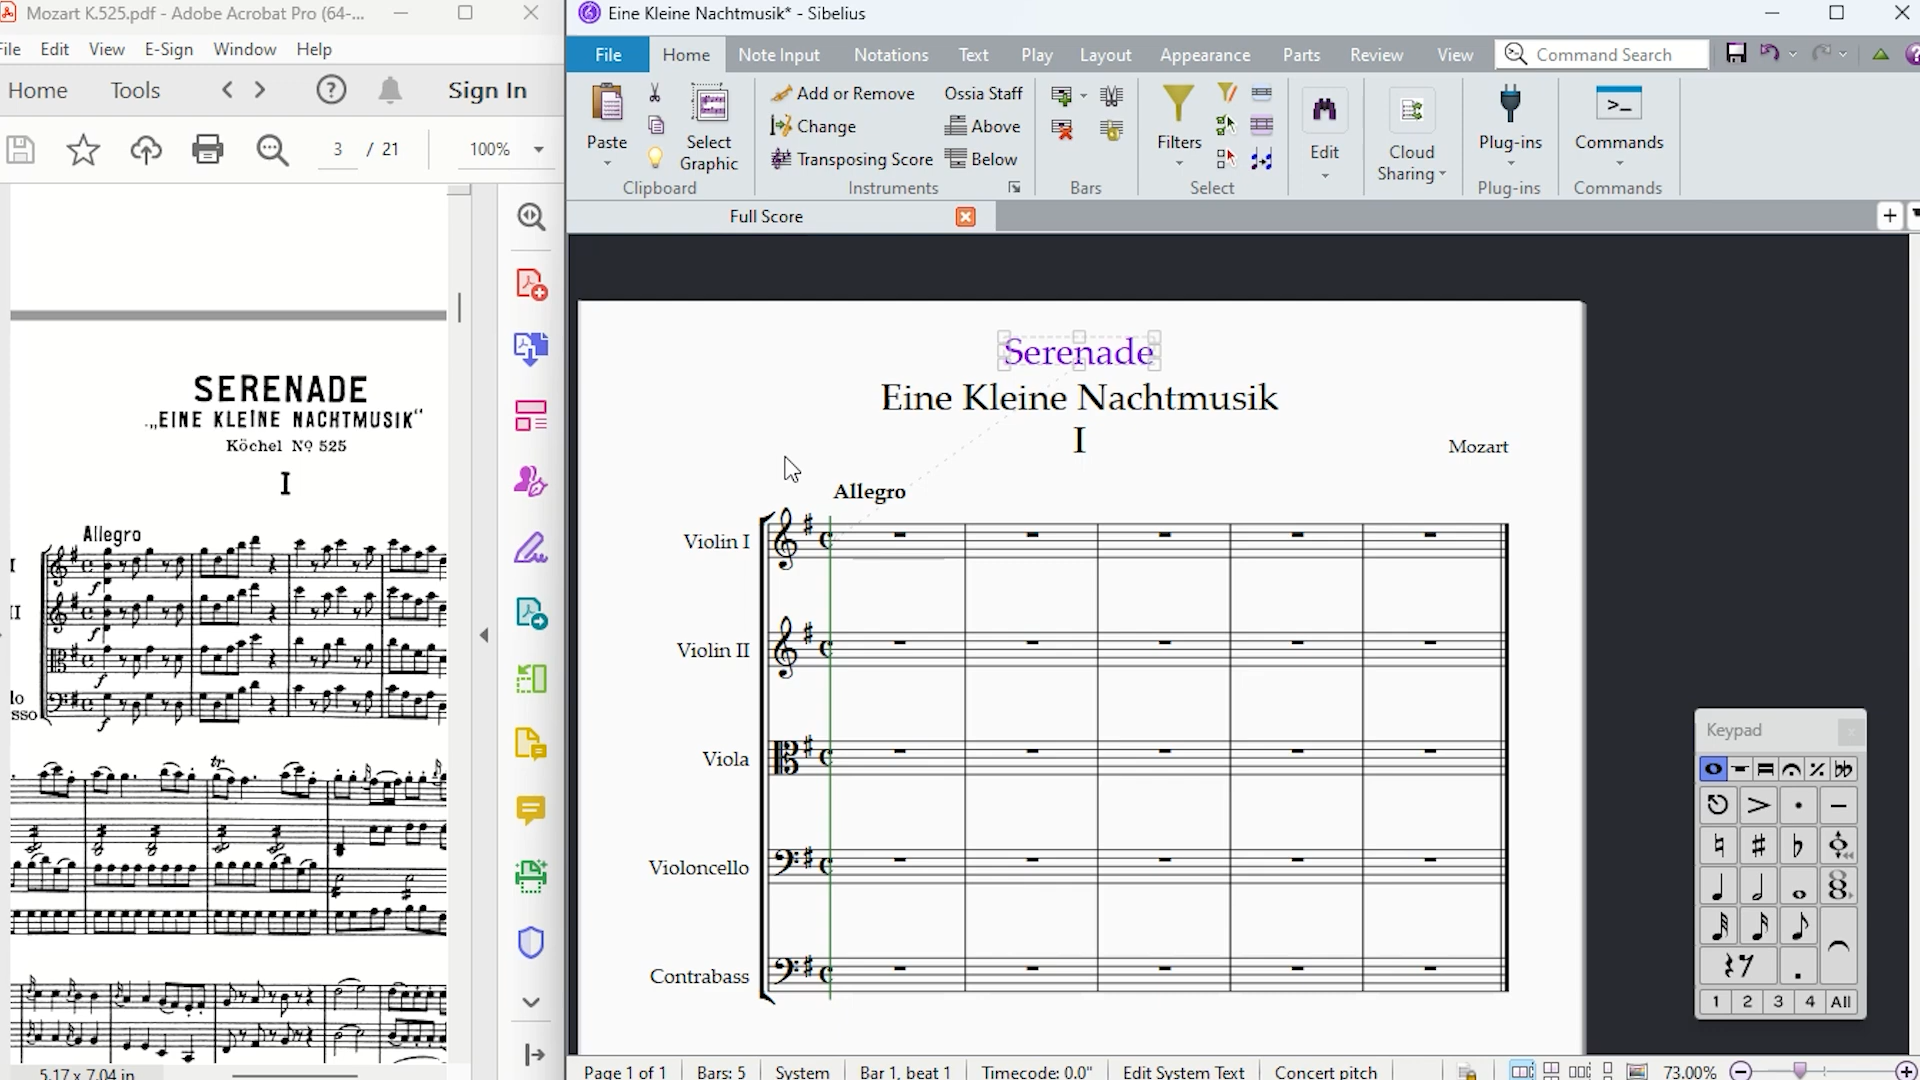 Mozart K.525.pdf - Adobe Acrobat Pro (64-...
File Edit View E-Sign Window Help
Home Tools Sign In
3 / 21 100%
SERENADE
„EINE KLEINE NACHTMUSIK“
Köchel No 525
I
Allegro
I
f
II
f
f
lo
sso
f
tr
5.17 x 7.04 in
Eine Kleine Nachtmusik* - Sibelius
File Home Note Input Notations Text Play Layout Appearance Parts Review View Command Search
Paste
Select Graphic
Clipboard
Add or Remove
Change
Transposing Score
Ossia Staff
Above
Below
Instruments
Bars
Filters
Select
Edit
Cloud Sharing
Plug-ins
Plug-ins
Commands
Commands
Full Score
Serenade
Eine Kleine Nachtmusik
I
Mozart
Allegro
Violin I
Violin II
Viola
Violoncello
Contrabass
Keypad
1 2 3 4 All
Page 1 of 1 Bars: 5 System Bar 1, beat 1 Timecode: 0.0" Edit System Text Concert pitch 73.00%